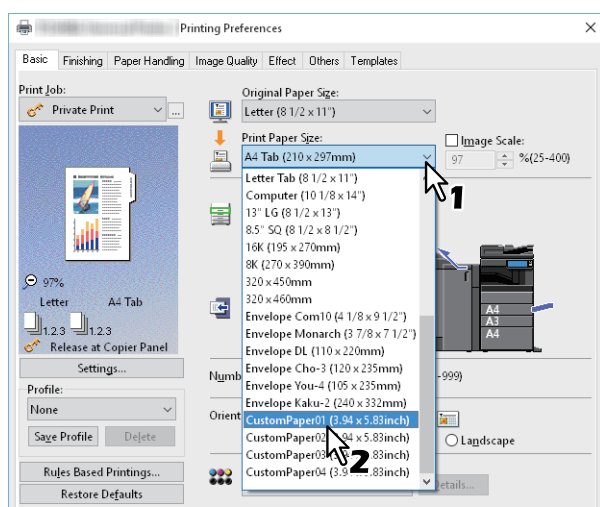 Printing Preferences
Basic Finishing Paper Handling Image Quality Effect Others Templates
Print Job:
Private Print ...
97%
Letter A4 Tab
1.2.3 1.2.3
Release at Copier Panel
Settings...
Profile:
None
Save Profile Delete
Rules Based Printings...
Restore Defaults
Original Paper Size:
Letter (8 1/2 x 11")
Print Paper Size:
A4 Tab (210 x 297mm)
Image Scale:
97 %(25-400)
1
Letter Tab (8 1/2 x 11")
Computer (10 1/8 x 14")
13" LG (8 1/2 x 13")
8.5" SQ (8 1/2 x 8 1/2")
16K (195 x 270mm)
8K (270 x 390mm)
320 x 450mm
320 x 460mm
Envelope Com10 (4 1/8 x 9 1/2")
Envelope Monarch (3 7/8 x 7 1/2")
Envelope DL (110 x 220mm)
Envelope Cho-3 (120 x 235mm)
Envelope You-4 (105 x 235mm)
Envelope Kaku-2 (240 x 332mm)
CustomPaper01 (3.94 x 5.83inch)
CustomPaper02 94 x 5.83inch)
CustomPaper03 x 5.83inch)
CustomPaper04 (3.9 x 5.83inch)
2
A4
A3
A4
Numb -999)
Orient
Landscape
etails...